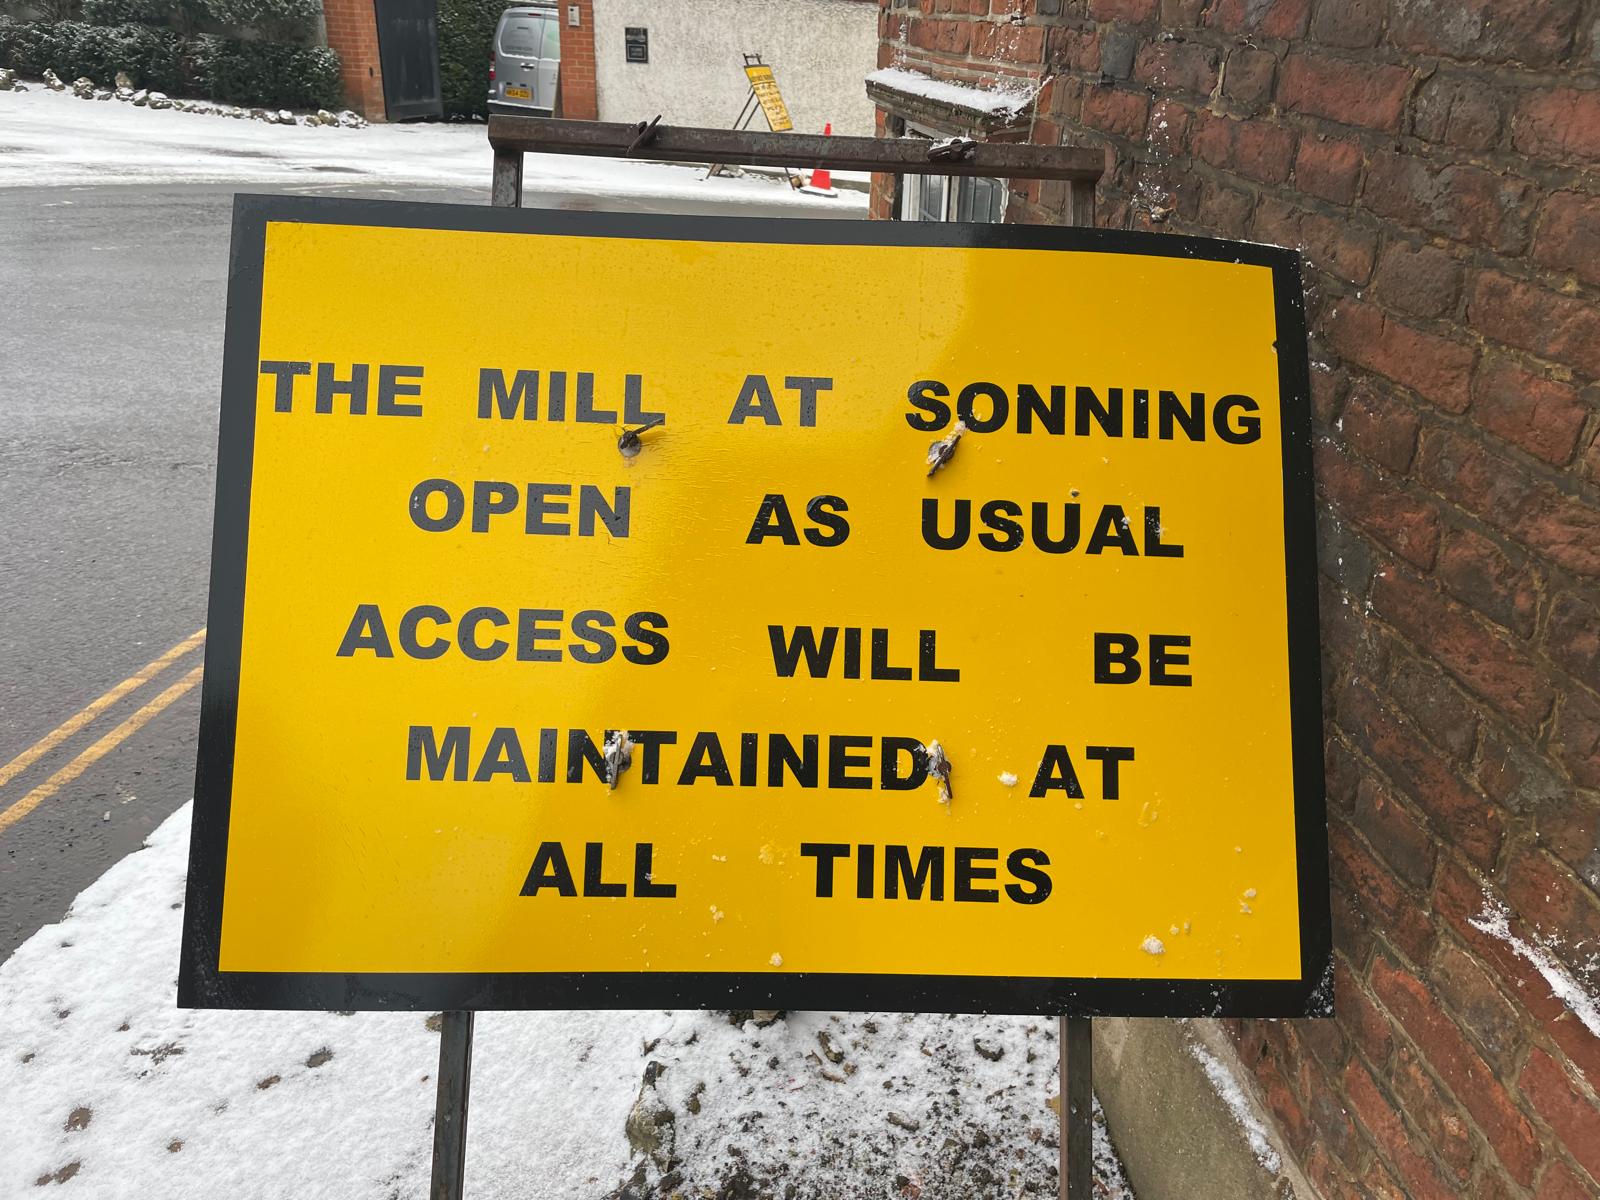 THE MILL AT SONNING
OPEN AS USUAL
ACCESS WILL BE
MAINTAINED AT
ALL TIMES